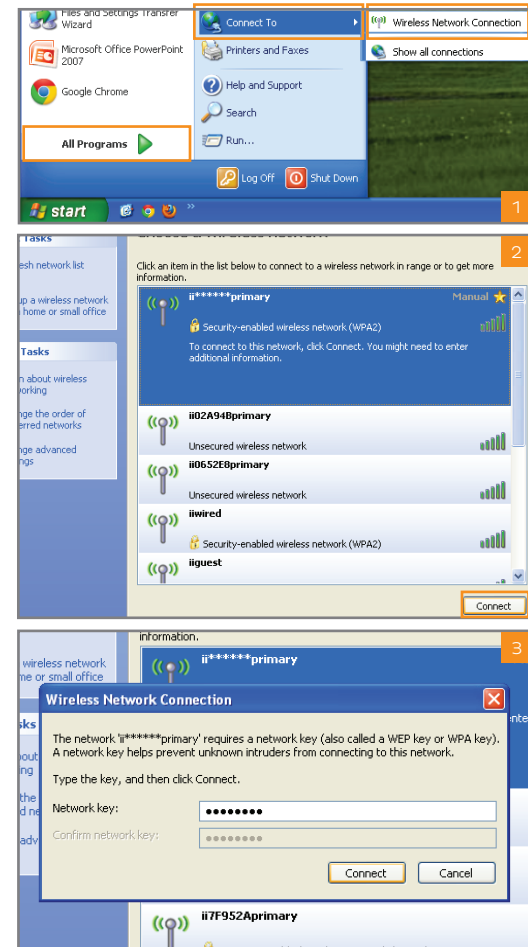 Files and Settings Transfer
Wizard
Microsoft Office PowerPoint
2007
Google Chrome
All Programs
Connect To
Printers and Faxes
Help and Support
Search
Run...
Wireless Network Connection
Show all connections
Log Off
Shut Down
start
1
Tasks
esh network list
up a wireless network
home or small office
Tasks
n about wireless
orking
nge the order of
erred networks
nge advanced
ngs
2
Click an item in the list below to connect to a wireless network in range or to get more
information.
ii******primary
Manual
Security-enabled wireless network (WPA2)
To connect to this network, click Connect. You might need to enter
additional information.
ii02A94Bprimary
Unsecured wireless network
ii0652E8primary
Unsecured wireless network
iiwired
Security-enabled wireless network (WPA2)
iiguest
Connect
information.
3
wireless network
me or small office
ii******primary
Wireless Network Connection
The network 'ii******primary' requires a network key (also called a WEP key or WPA key).
A network key helps prevent unknown intruders from connecting to this network.
Type the key, and then click Connect.
Network key:
••••••••
Confirm network key:
••••••••
Connect
Cancel
ii7F952Aprimary